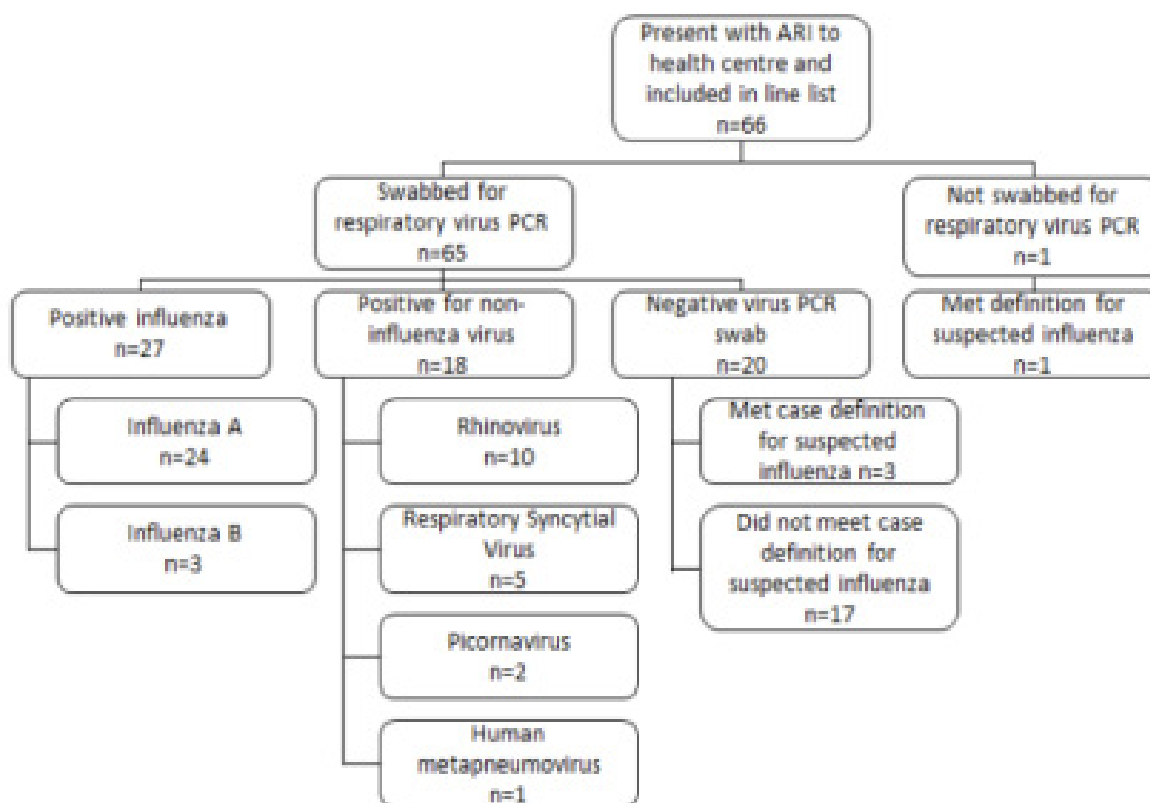 Present with ARI to
health centre and
included in line list
n=66
Swabbed for
respiratory virus PCR
n=65
Not swabbed for
respiratory virus PCR
n=1
Positive influenza
n=27
Positive for non-
influenza virus
n=18
Negative virus PCR
swab
n=20
Met definition for
suspected influenza
n=1
Influenza A
n=24
Influenza B
n=3
Rhinovirus
n=10
Respiratory Syncytial
Virus
n=5
Picornavirus
n=2
Human
metapneumovirus
n=1
Met case definition
for suspected
influenza n=3
Did not meet case
definition for
suspected influenza
n=17